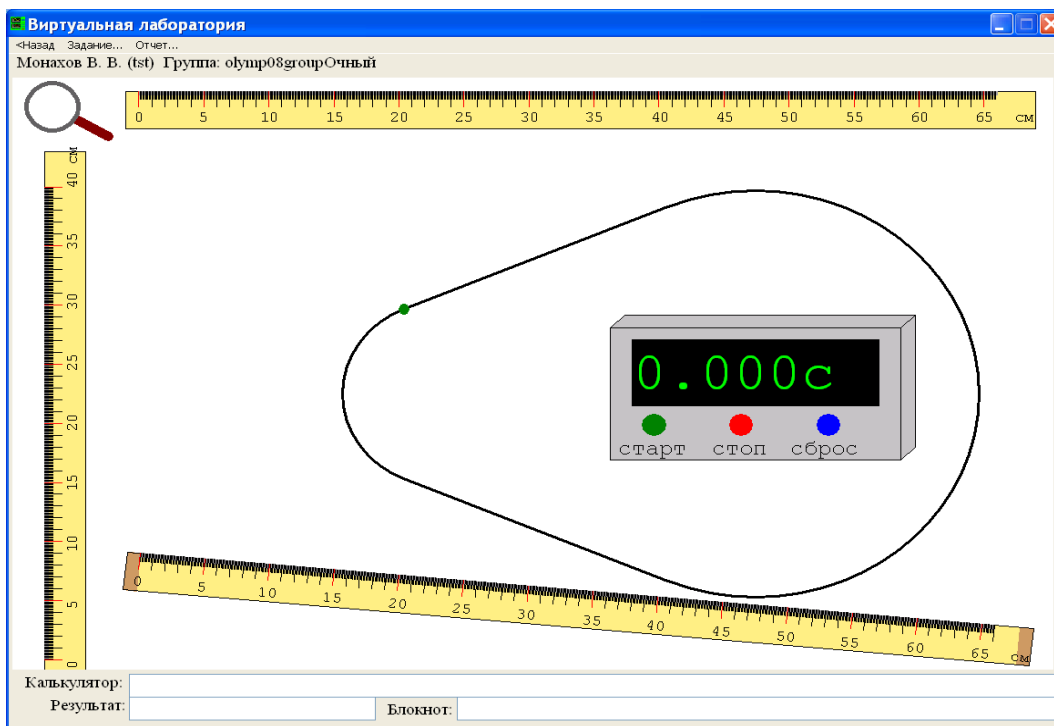 Виртуальная лаборатория
<Назад Задание... Отчет...
Монахов В. В. (tst) Группа: olymp08groupОчный
0 5 10 15 20 25 30 35 40 45 50 55 60 65 см
0 5 10 15 20 25 30 35 40 см
0.000с
старт стоп сброс
0 5 10 15 20 25 30 35 40 45 50 55 60 65 см
Калькулятор:
Результат: Блокнот: